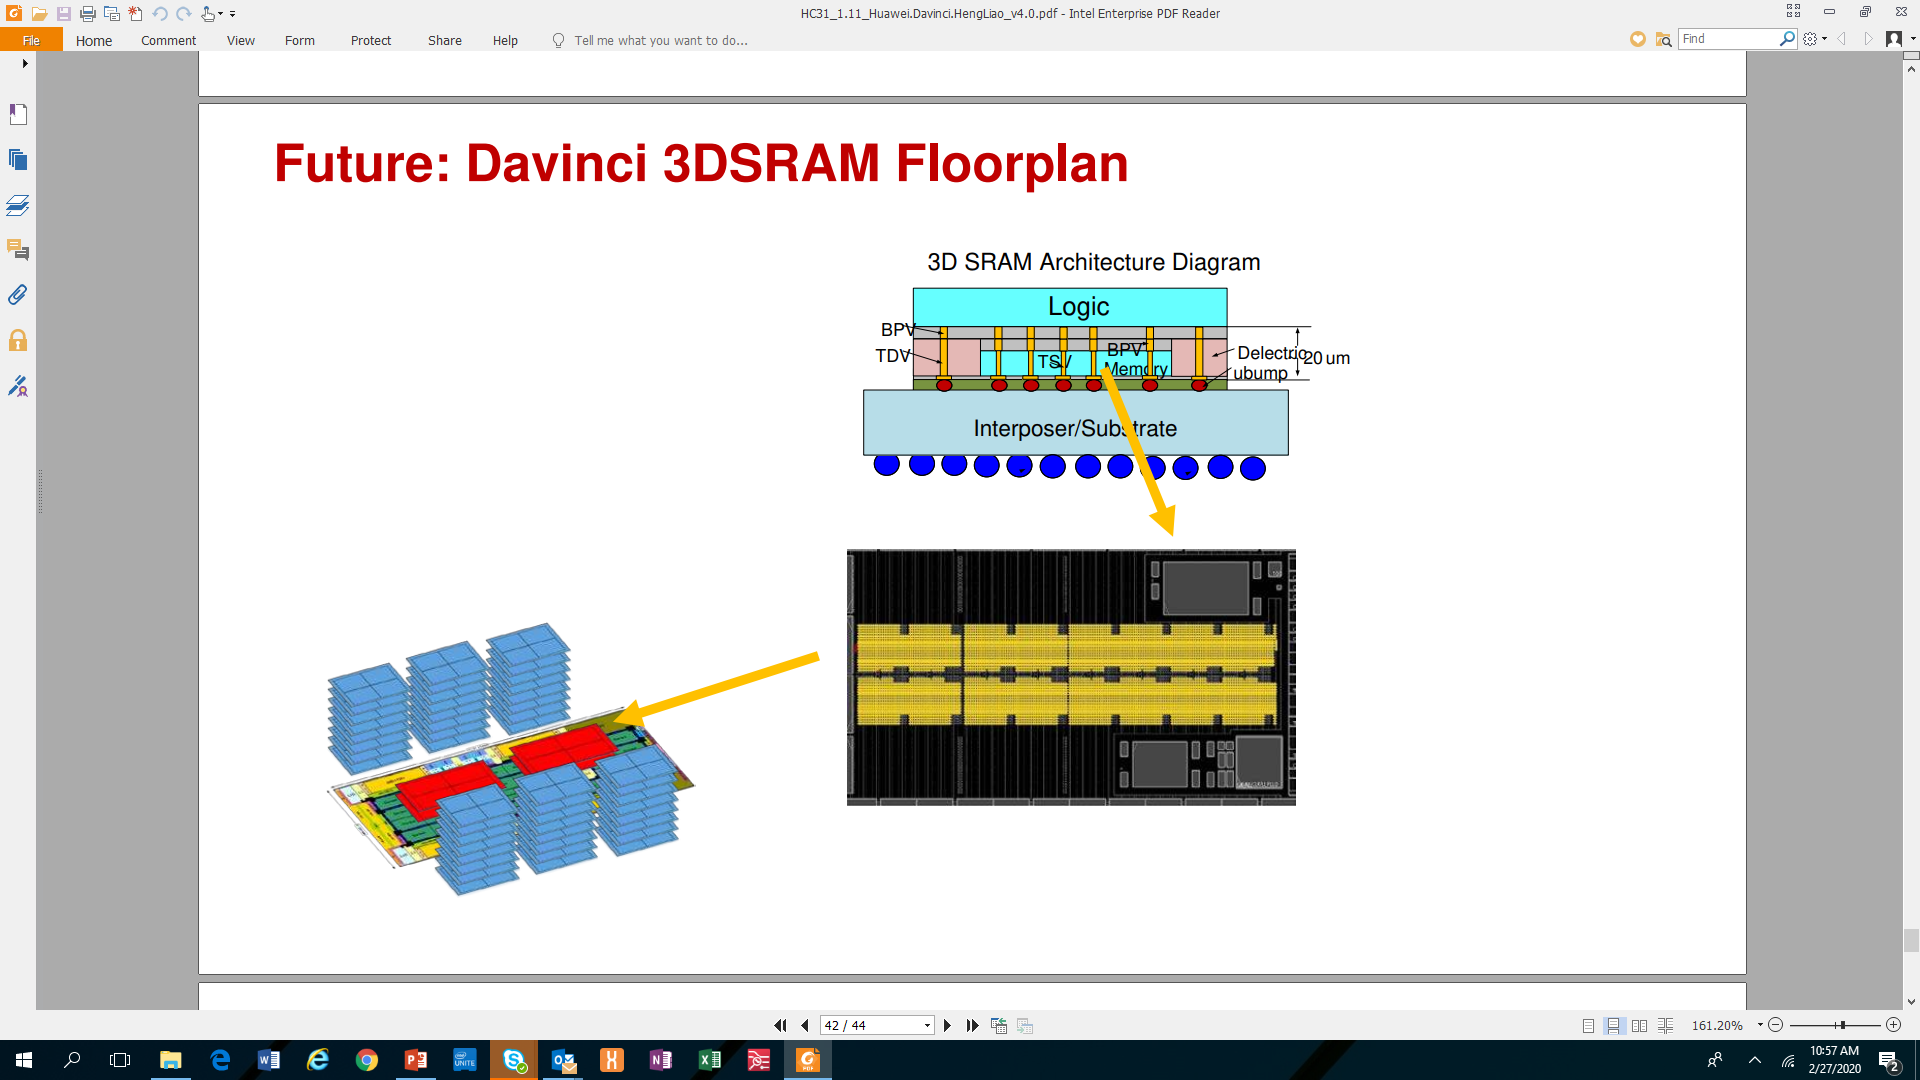 HC31_1.11_Huawei.Davinci.HengLiao_v4.0.pdf - Intel Enterprise PDF Reader
File Home Comment View Form Protect Share Help Tell me what you want to do...
Find
Future: Davinci 3DSRAM Floorplan
3D SRAM Architecture Diagram
Logic
BPV
TDV
TSV
BPV
Memory
Delectric
ubump
20 um
Interposer/Substrate
42 / 44
161.20%
10:57 AM
2/27/2020
2